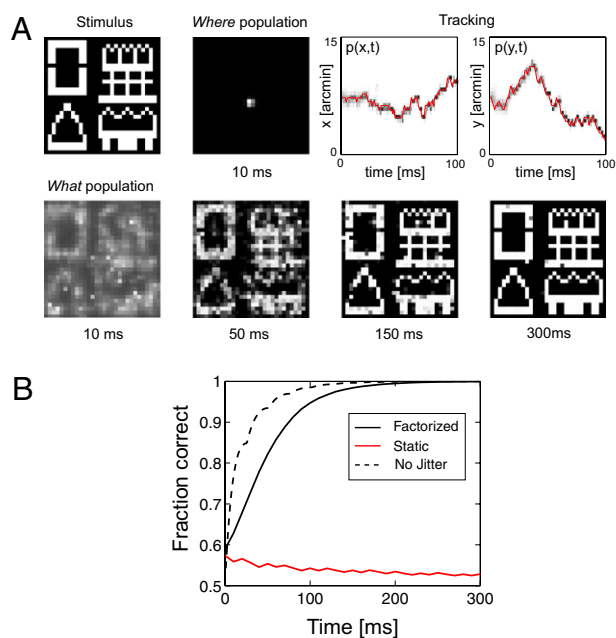 A
Stimulus
Where population
Tracking
p(x,t)
p(y,t)
15
x [arcmin]
0
0
100
time [ms]
15
y [arcmin]
0
0
100
time [ms]
10 ms
What population
10 ms
50 ms
150 ms
300ms
B
1
0.9
0.8
0.7
0.6
0.5
Fraction correct
Factorized
Static
No Jitter
0
100
200
300
Time [ms]